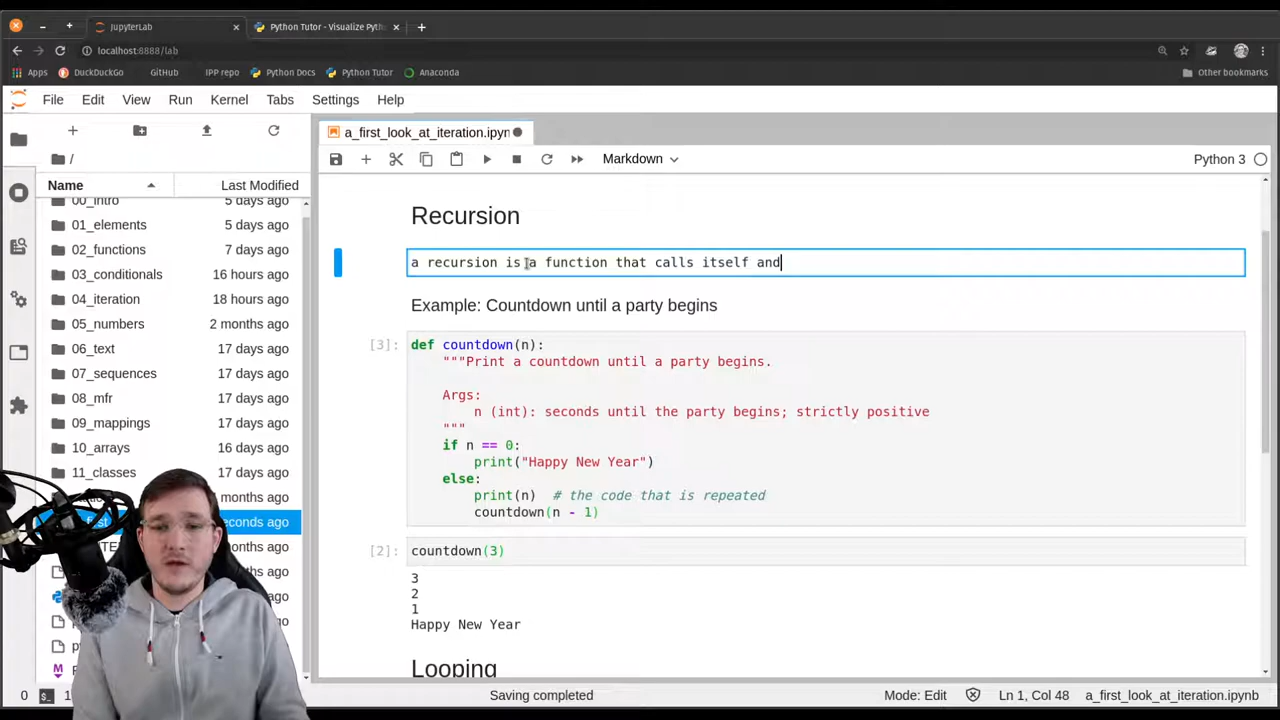 JupyterLab
Python Tutor - Visualize Pyth
localhost:8888/lab
Apps DuckDuckGo GitHub IPP repo Python Docs Python Tutor Anaconda Other bookmarks
File Edit View Run Kernel Tabs Settings Help
a_first_look_at_iteration.ipyn
/
Markdown
Python 3
Name Last Modified
00_intro 5 days ago
01_elements 5 days ago
02_functions 7 days ago
03_conditionals 16 hours ago
04_iteration 18 hours ago
05_numbers 2 months ago
06_text 17 days ago
07_sequences 17 days ago
08_mfr 17 days ago
09_mappings 17 days ago
10_arrays 16 days ago
11_classes 17 days ago
months ago
econds ago
Recursion
a recursion is a function that calls itself and
Example: Countdown until a party begins
[3]: def countdown(n):
"""Print a countdown until a party begins.
Args:
n (int): seconds until the party begins; strictly positive
"""
if n == 0:
print("Happy New Year")
else:
print(n) # the code that is repeated
countdown(n - 1)
[2]: countdown(3)
3
2
1
Happy New Year
Looping
0
Saving completed
Mode: Edit
Ln 1, Col 48
a_first_look_at_iteration.ipynb